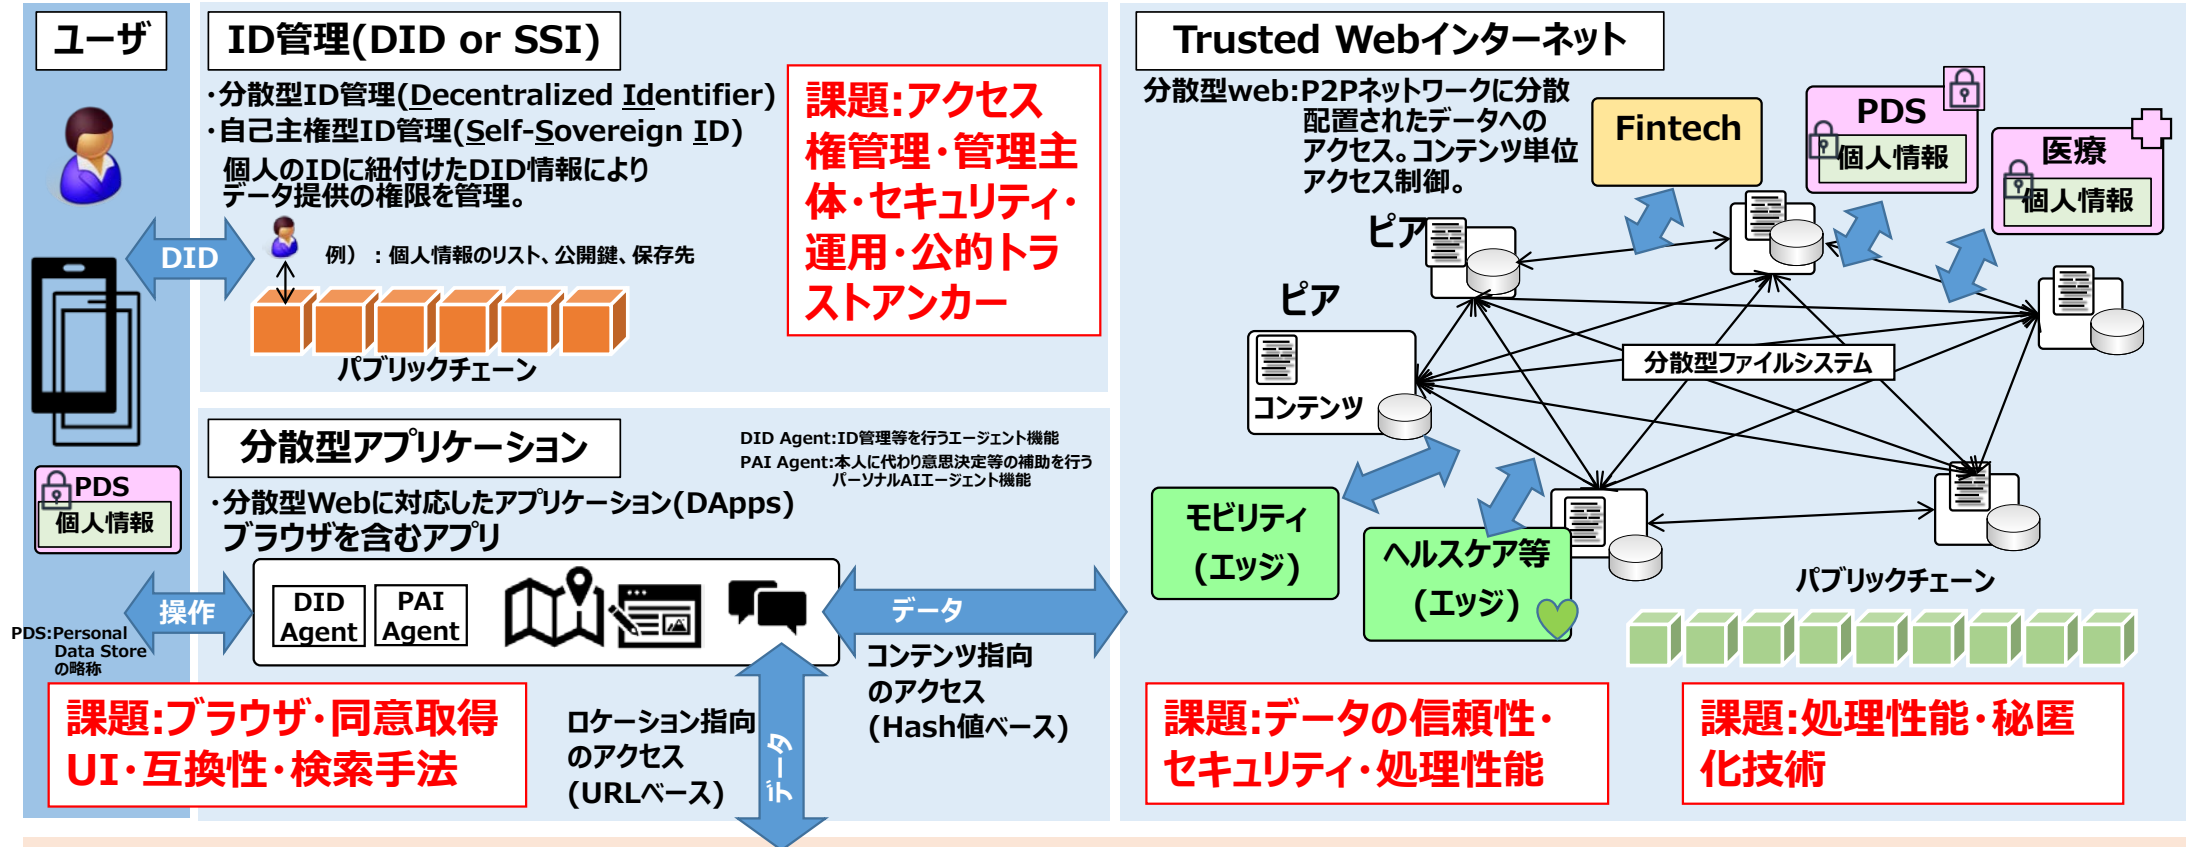 ユーザ
DID
PDS
個人情報
操作
PDS:Personal
Data Store
の略称
ID管理(DID or SSI)
・分散型ID管理(Decentralized Identifier)
・自己主権型ID管理(Self-Sovereign ID)
個人のIDに紐付けたDID情報により
データ提供の権限を管理。
例）：個人情報のリスト、公開鍵、保存先
パブリックチェーン
課題:アクセス
権管理・管理主
体・セキュリティ・
運用・公的トラ
ストアンカー
分散型アプリケーション
DID Agent:ID管理等を行うエージェント機能
PAI Agent:本人に代わり意思決定等の補助を行う
パーソナルAIエージェント機能
・分散型Webに対応したアプリケーション(DApps)
ブラウザを含むアプリ
DID
Agent
PAI
Agent
データ
コンテンツ指向
のアクセス
(Hash値ベース)
ロケーション指向
のアクセス
(URLベース)
データ
課題:ブラウザ・同意取得
UI・互換性・検索手法
Trusted Webインターネット
分散型web:P2Pネットワークに分散
配置されたデータへの
アクセス。コンテンツ単位
アクセス制御。
Fintech
PDS
個人情報
医療
個人情報
ピア
ピア
コンテンツ
分散型ファイルシステム
モビリティ
(エッジ)
ヘルスケア等
(エッジ)
パブリックチェーン
課題:データの信頼性・
セキュリティ・処理性能
課題:処理性能・秘匿
化技術